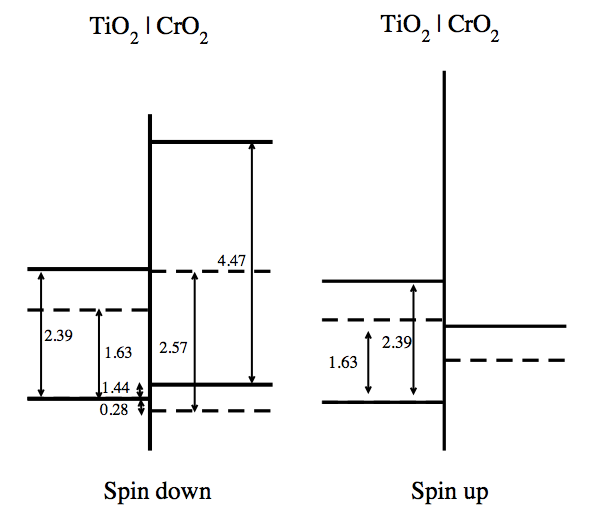 TiO2 | CrO2
TiO2 | CrO2
4.47
2.39
1.63
2.57
2.39
1.63
1.44
0.28
Spin down
Spin up